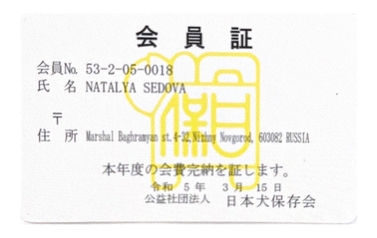 会員証
会員No. 53-2-05-0018
氏 名 NATALYA SEDOVA
〒
住 所 Marshal Baghramyan st.4-32,Nizhny Novgorod, 603082 RUSSIA
本年度の会費完納を証します。
令和 5年 3月 15日
公益社団法人 日本犬保存会